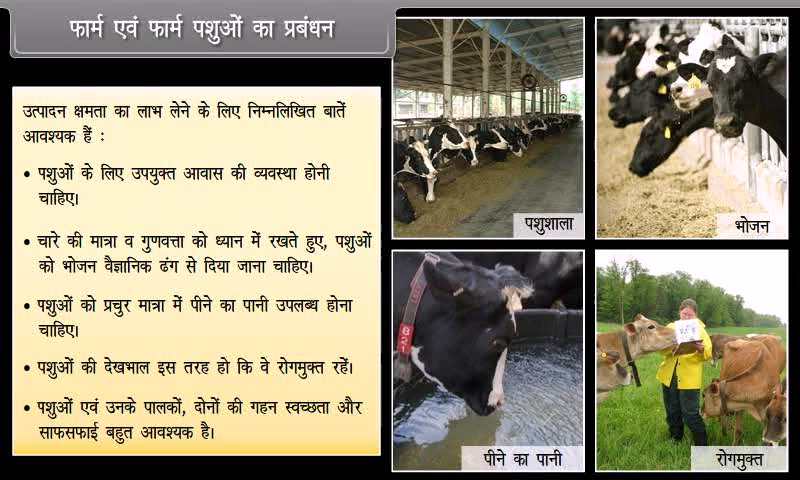 फार्म एवं फार्म पशुओं का प्रबंधन
उत्पादन क्षमता का लाभ लेने के लिए निम्नलिखित बातें
आवश्यक हैं :
• पशुओं के लिए उपयुक्त आवास की व्यवस्था होनी
चाहिए।
• चारे की मात्रा व गुणवत्ता को ध्यान में रखते हुए, पशुओं
को भोजन वैज्ञानिक ढंग से दिया जाना चाहिए।
• पशुओं को प्रचुर मात्रा में पीने का पानी उपलब्ध होना
चाहिए।
• पशुओं की देखभाल इस तरह हो कि वे रोगमुक्त रहें।
• पशुओं एवं उनके पालकों, दोनों की गहन स्वच्छता और
साफसफाई बहुत आवश्यक है।
पशुशाला
भोजन
821
पीने का पानी
रोगमुक्त